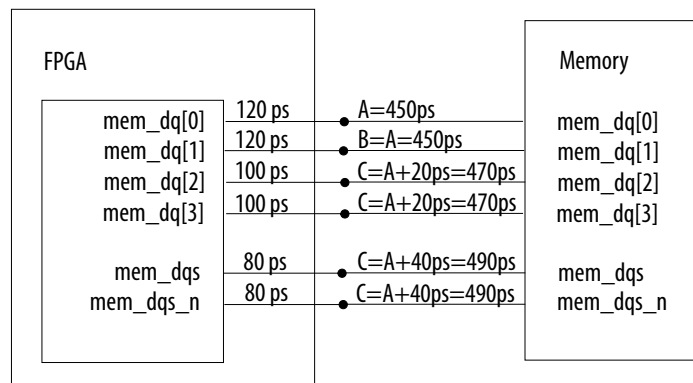 FPGA
Memory
mem_dq[0] 120 ps A=450ps mem_dq[0]
mem_dq[1] 120 ps B=A=450ps mem_dq[1]
mem_dq[2] 100 ps C=A+20ps=470ps mem_dq[2]
mem_dq[3] 100 ps C=A+20ps=470ps mem_dq[3]
mem_dqs 80 ps C=A+40ps=490ps mem_dqs
mem_dqs_n 80 ps C=A+40ps=490ps mem_dqs_n